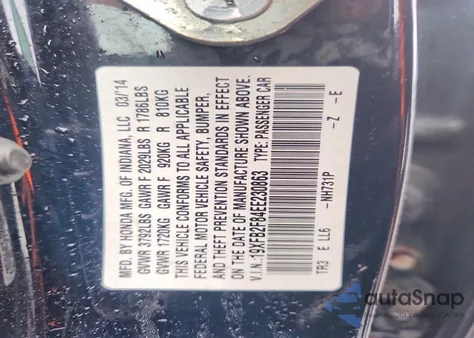 MFD. BY HONDA MFG. OF INDIANA, LLC 03/14
GVWR 3792LBS GAWR F 2029LBS R 1786LBS
GVWR 1720KG GAWR F 920KG R 810KG
THIS VEHICLE CONFORMS TO ALL APPLICABLE
FEDERAL MOTOR VEHICLE SAFETY, BUMPER,
AND THEFT PREVENTION STANDARDS IN EFFECT
ON THE DATE OF MANUFACTURE SHOWN ABOVE.
V.I.N.: 19XFB2F84EE230863 TYPE: PASSENGER CAR
TR3 E LL6 -NH731P -Z -E
autaSnap